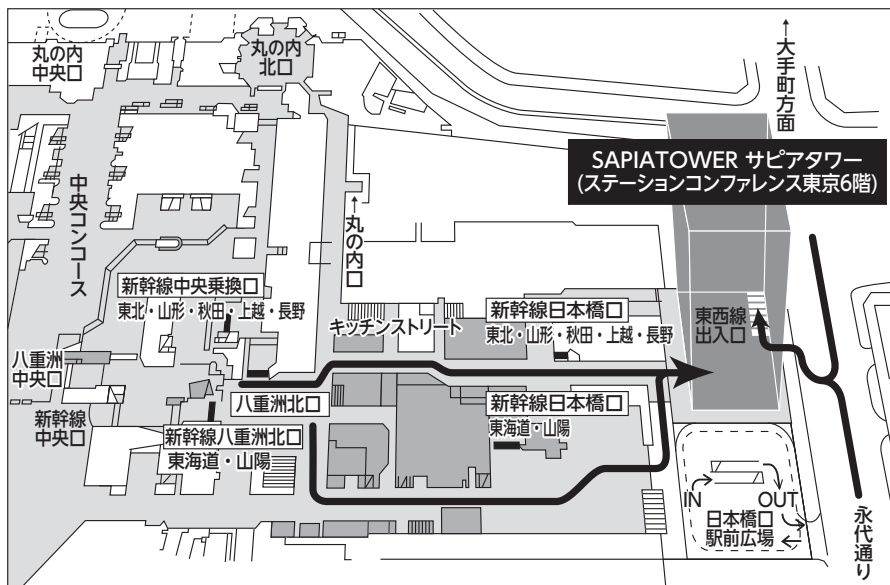 丸の内
中央口
丸の内
北口
↑大手町方面
SAPIATOWER サピアタワー
(ステーションコンファレンス東京6階)
中央コンコース
↑丸の内口
新幹線中央乗換口
東北・山形・秋田・上越・長野
キッチンストリート
新幹線日本橋口
東北・山形・秋田・上越・長野
東西線
出入口
八重洲
中央口
八重洲北口
新幹線
中央口
新幹線八重洲北口
東海道・山陽
新幹線日本橋口
東海道・山陽
IN
OUT
日本橋口
駅前広場
永代通り